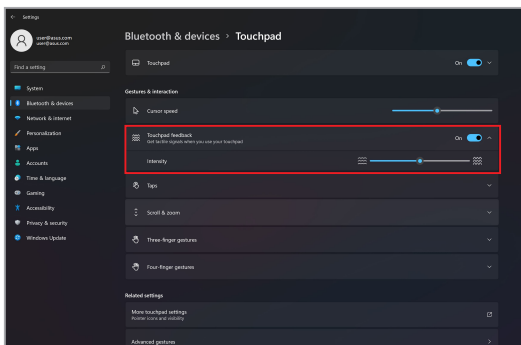 Settings
user@asus.com
user@asus.com
Find a setting
System
Bluetooth & devices
Network & internet
Personalization
Apps
Accounts
Time & language
Gaming
Accessibility
Privacy & security
Windows Update
Bluetooth & devices > Touchpad
Touchpad
On
Gestures & interaction
Cursor speed
Touchpad feedback
Get tactile signals when you use your touchpad
On
Intensity
Taps
Scroll & zoom
Three-finger gestures
Four-finger gestures
Related settings
More touchpad settings
Pointer icons and visibility
Advanced gestures